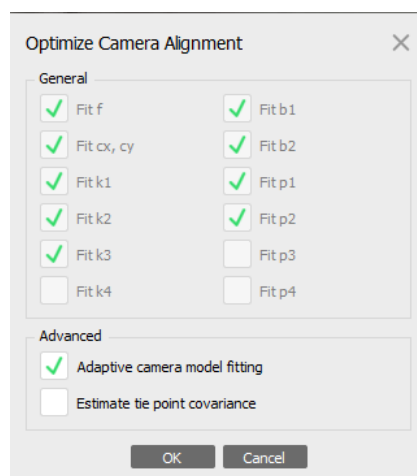 Optimize Camera Alignment
General
Fit f
Fit b1
Fit cx, cy
Fit b2
Fit k1
Fit p1
Fit k2
Fit p2
Fit k3
Fit p3
Fit k4
Fit p4
Advanced
Adaptive camera model fitting
Estimate tie point covariance
OK
Cancel